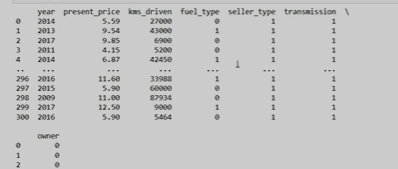 year present_price kms_driven fuel_type seller_type transmission \
0 2014 5.59 27000 0 1 1
1 2013 9.54 43000 1 1 1
2 2017 9.85 6900 0 1 1
3 2011 4.15 5200 0 1 1
4 2014 6.87 42450 1 1 1
.. ... ... ... ... ... ...
296 2016 11.60 33988 1 1 1
297 2015 5.90 60000 0 1 1
298 2009 11.00 87934 0 1 1
299 2017 12.50 9000 1 1 1
300 2016 5.90 5464 0 1 1
owner
0 0
1 0
2 0